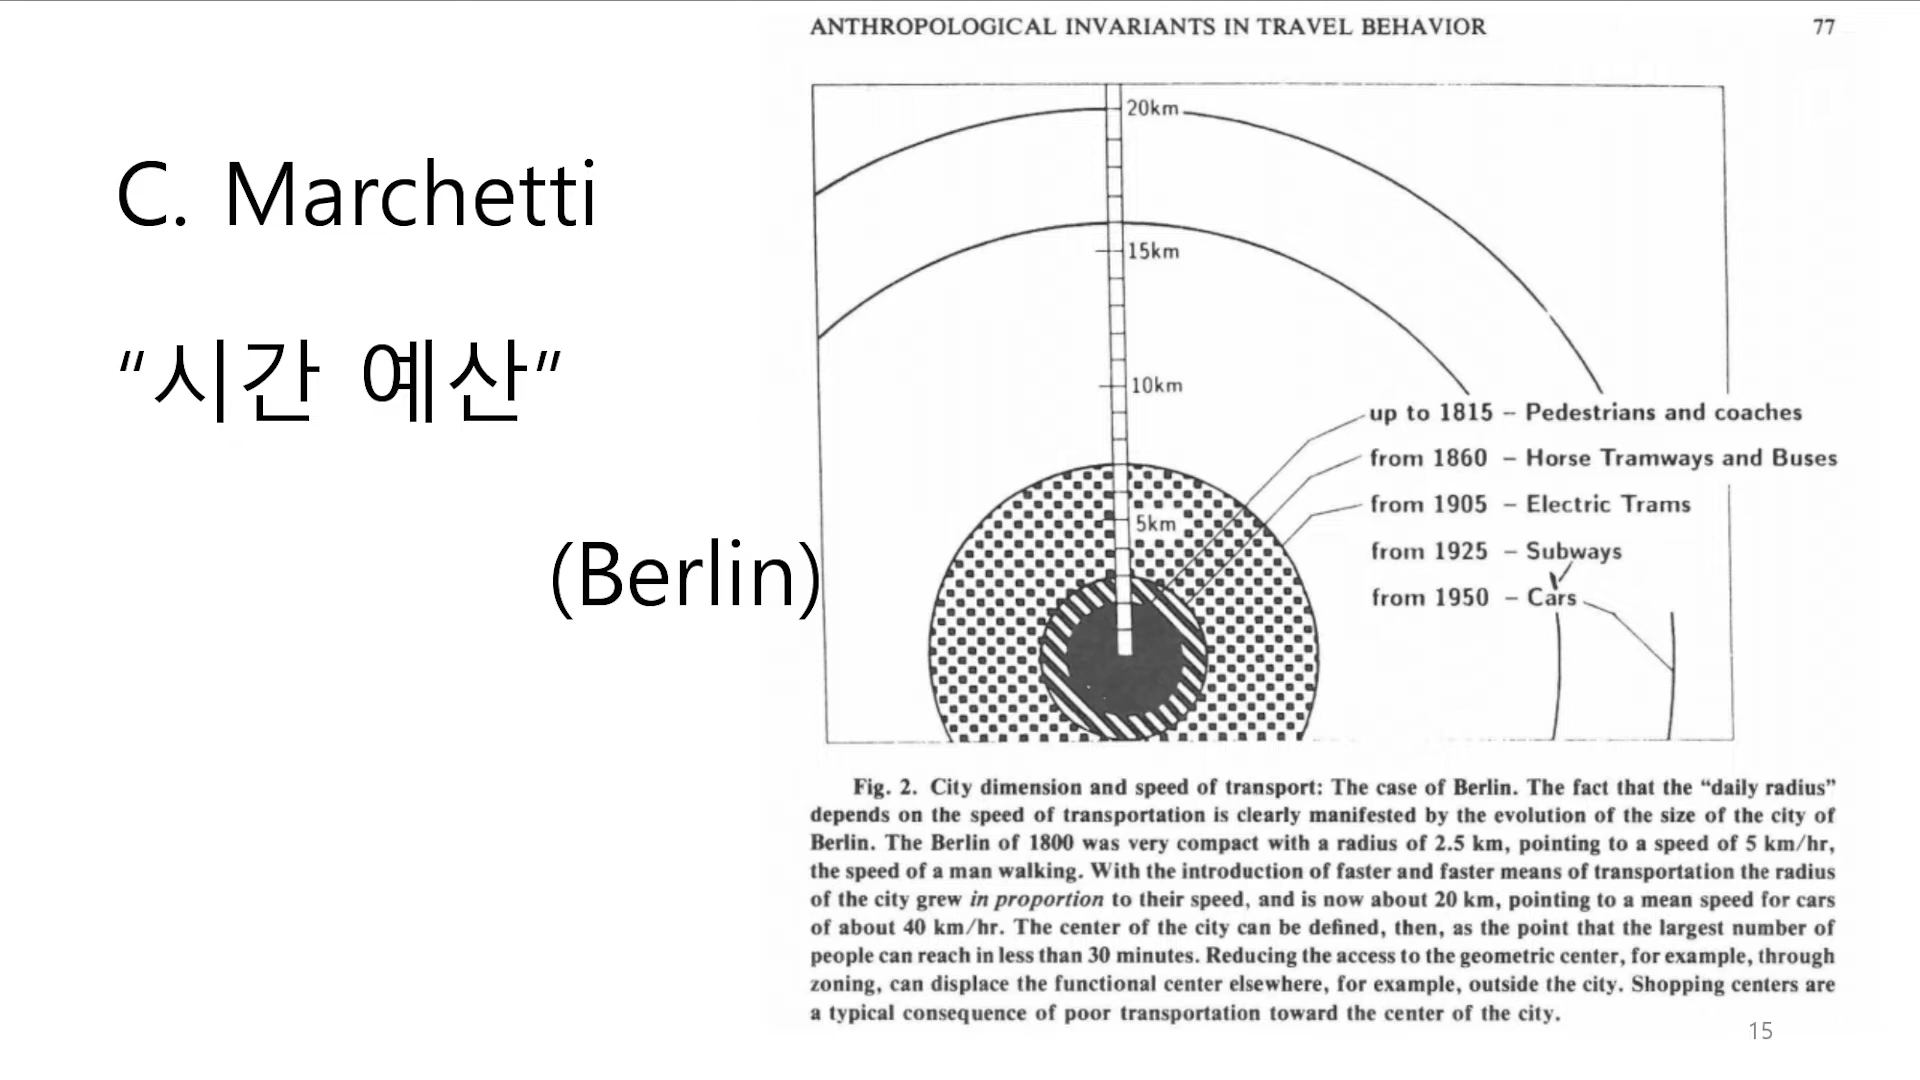 ANTHROPOLOGICAL INVARIANTS IN TRAVEL BEHAVIOR 77
C. Marchetti
“시간 예산”
(Berlin)
20km
15km
10km
5km
up to 1815 – Pedestrians and coaches
from 1860 – Horse Tramways and Buses
from 1905 – Electric Trams
from 1925 – Subways
from 1950 – Cars
Fig. 2. City dimension and speed of transport: The case of Berlin. The fact that the “daily radius”
depends on the speed of transportation is clearly manifested by the evolution of the size of the city of
Berlin. The Berlin of 1800 was very compact with a radius of 2.5 km, pointing to a speed of 5 km/hr,
the speed of a man walking. With the introduction of faster and faster means of transportation the radius
of the city grew in proportion to their speed, and is now about 20 km, pointing to a mean speed for cars
of about 40 km/hr. The center of the city can be defined, then, as the point that the largest number of
people can reach in less than 30 minutes. Reducing the access to the geometric center, for example, through
zoning, can displace the functional center elsewhere, for example, outside the city. Shopping centers are
a typical consequence of poor transportation toward the center of the city.
15